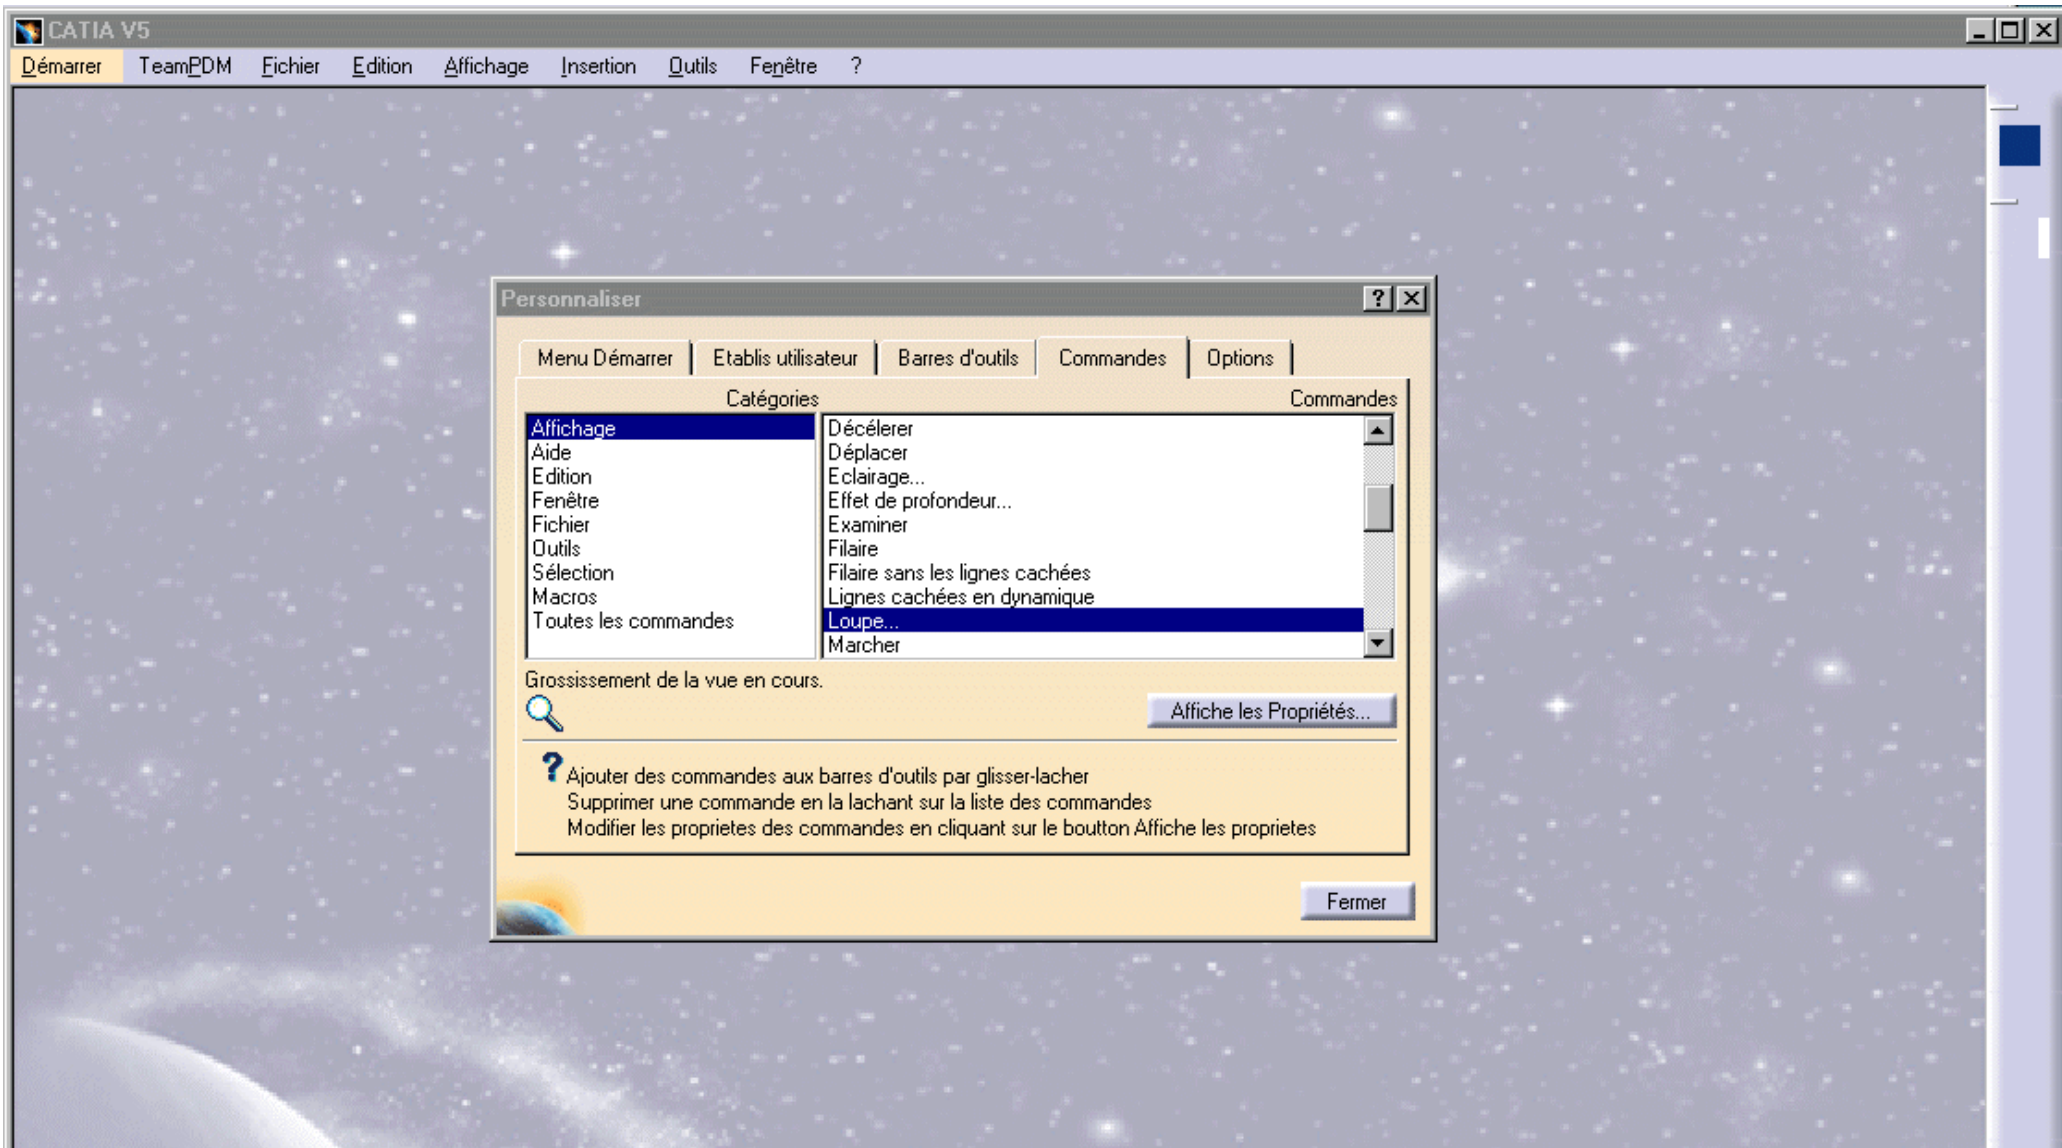 CATIA V5
Démarrer TeamPDM Fichier Edition Affichage Insertion Outils Fenêtre ?
Personnaliser
Menu Démarrer Etablis utilisateur Barres d'outils Commandes Options
Catégories Commandes
Affichage
Aide
Edition
Fenêtre
Fichier
Outils
Sélection
Macros
Toutes les commandes
Décélerer
Déplacer
Eclairage...
Effet de profondeur...
Examiner
Filaire
Filaire sans les lignes cachées
Lignes cachées en dynamique
Loupe...
Marcher
Grossissement de la vue en cours.
Affiche les Propriétés...
? Ajouter des commandes aux barres d'outils par glisser-lacher
Supprimer une commande en la lachant sur la liste des commandes
Modifier les proprietes des commandes en cliquant sur le boutton Affiche les proprietes
Fermer